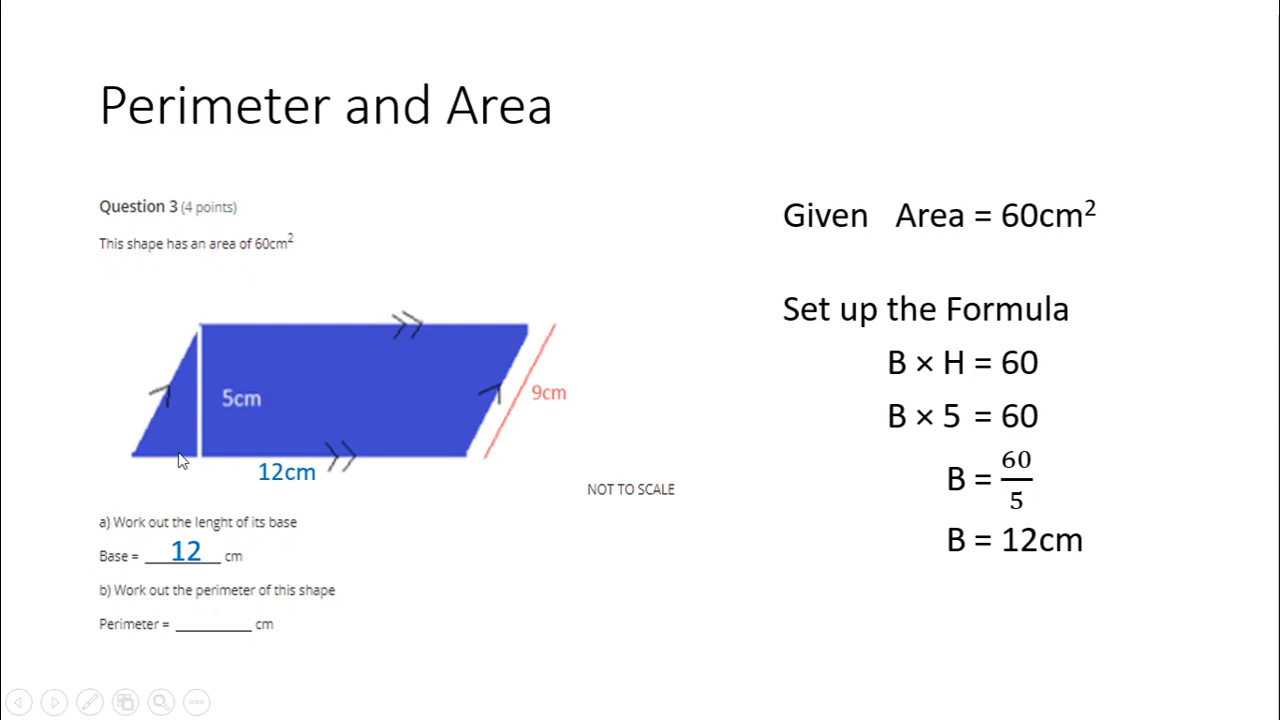 Perimeter and Area
Question 3 (4 points)
This shape has an area of 60cm²
5cm
9cm
12cm
NOT TO SCALE
a) Work out the lenght of its base
Base = ___12___ cm
b) Work out the perimeter of this shape
Perimeter = ________ cm
Given Area = 60cm²
Set up the Formula
B × H = 60
B × 5 = 60
B = 60/5
B = 12cm